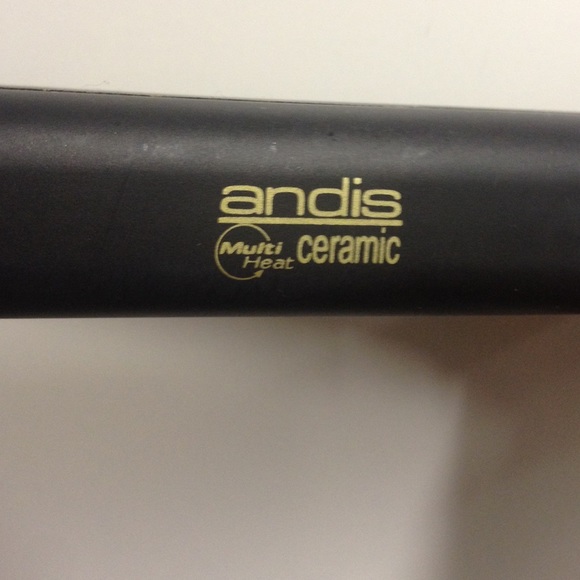 andis
Multi
Heat
ceramic